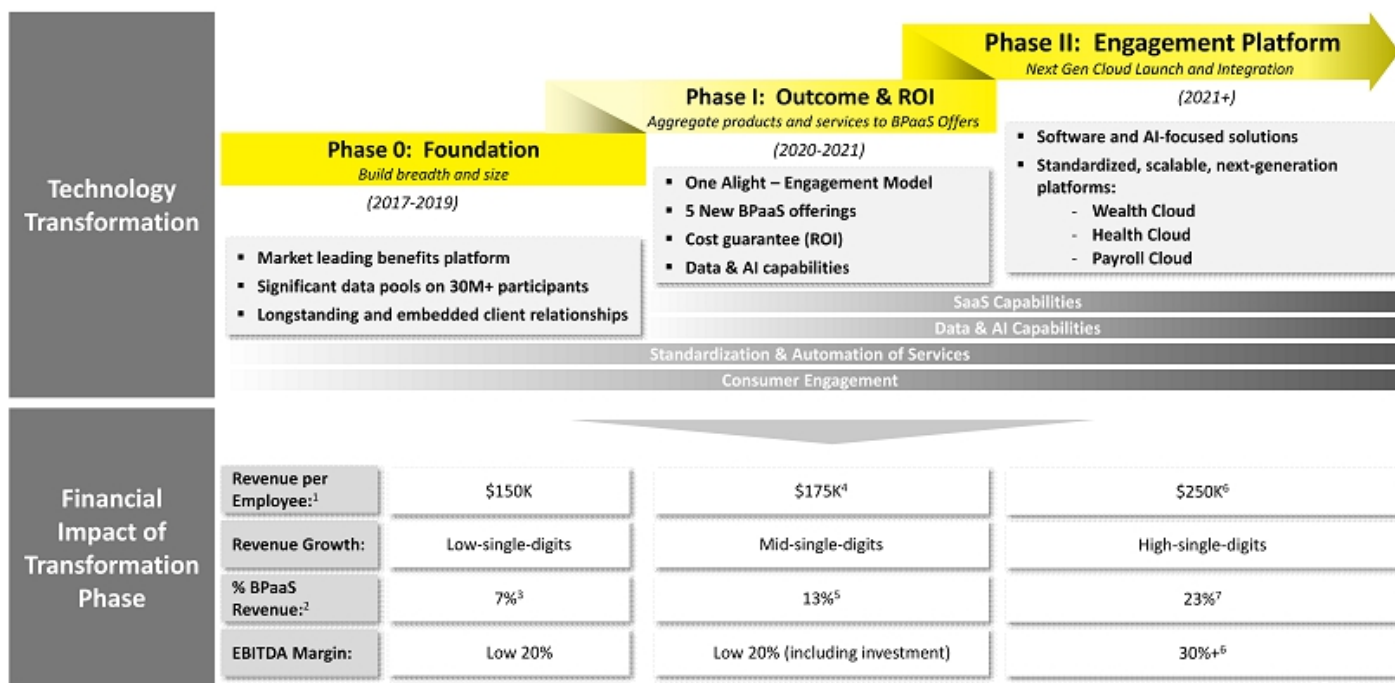 Technology
Transformation
Phase 0: Foundation
Build breadth and size
(2017-2019)
▪ Market leading benefits platform
▪ Significant data pools on 30M+ participants
▪ Longstanding and embedded client relationships
Phase I: Outcome & ROI
Aggregate products and services to BPaaS Offers
(2020-2021)
▪ One Alight – Engagement Model
▪ 5 New BPaaS offerings
▪ Cost guarantee (ROI)
▪ Data & AI capabilities
Phase II: Engagement Platform
Next Gen Cloud Launch and Integration
(2021+)
▪ Software and AI-focused solutions
▪ Standardized, scalable, next-generation
platforms:
- Wealth Cloud
- Health Cloud
- Payroll Cloud
SaaS Capabilities
Data & AI Capabilities
Standardization & Automation of Services
Consumer Engagement
Financial
Impact of
Transformation
Phase
Revenue per
Employee:¹
$150K
$175K⁴
$250K⁶
Revenue Growth:
Low-single-digits
Mid-single-digits
High-single-digits
% BPaaS
Revenue:²
7%³
13%⁵
23%⁷
EBITDA Margin:
Low 20%
Low 20% (including investment)
30%+⁶